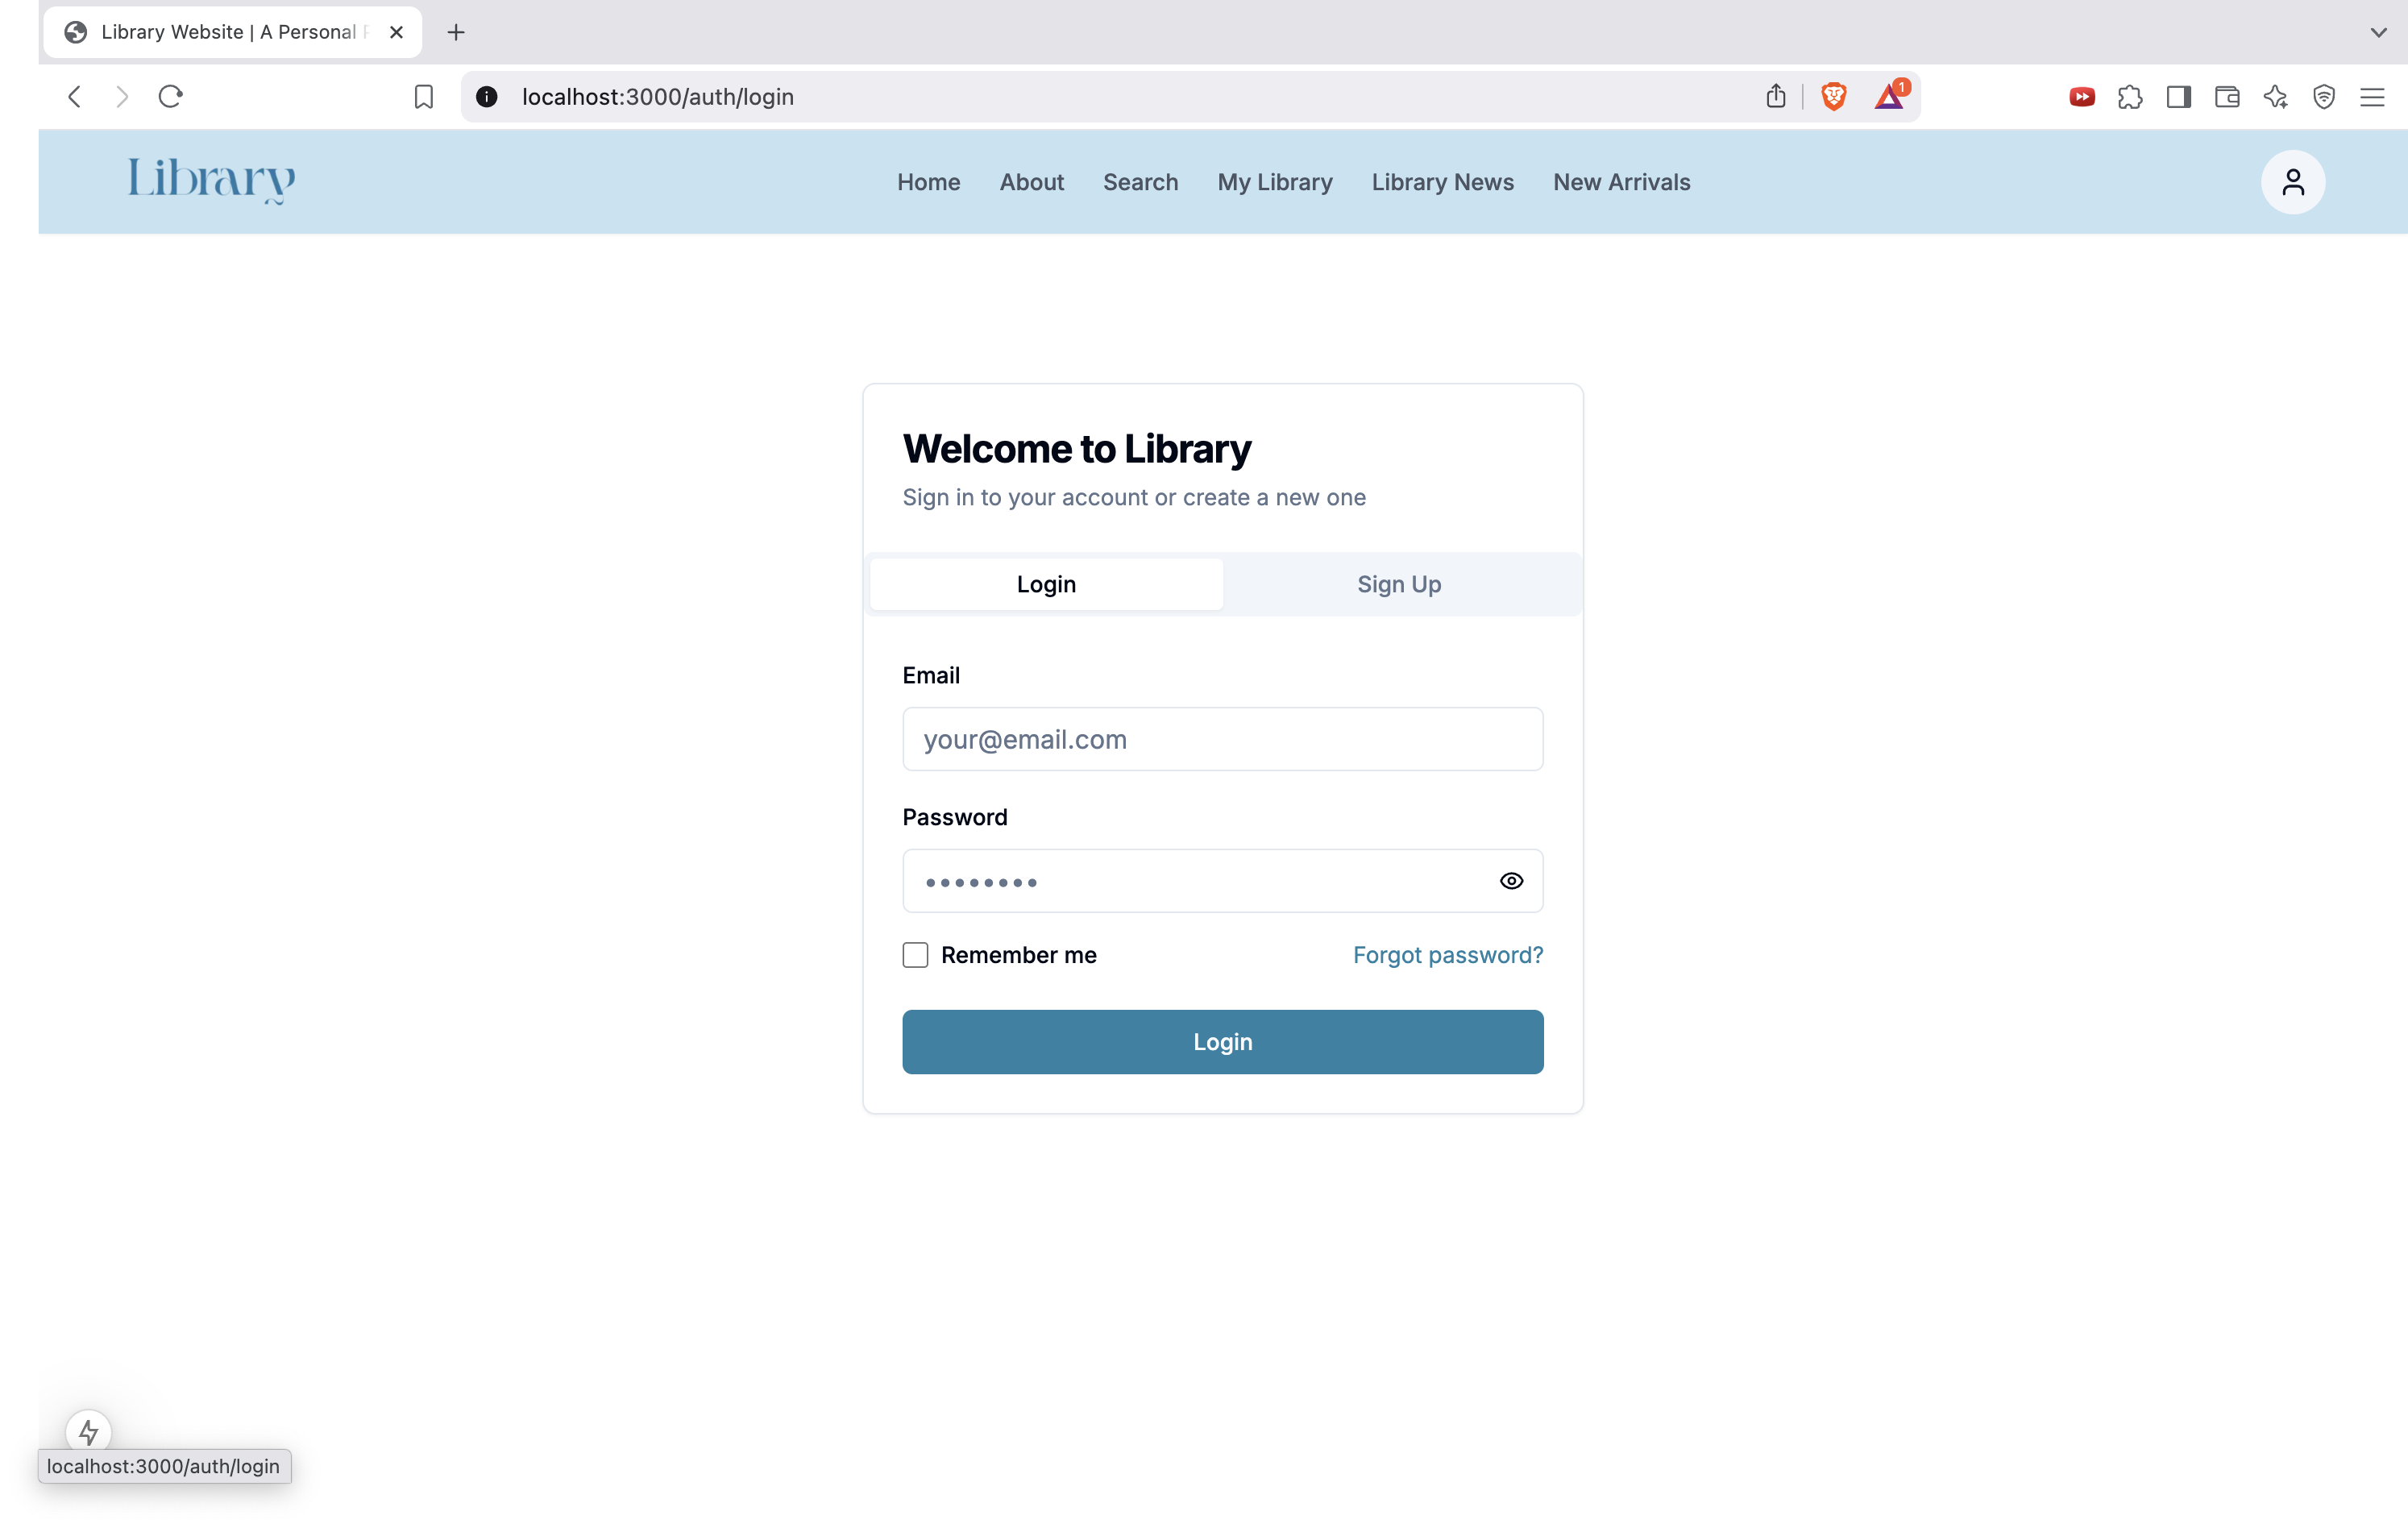 Library Website | A Personal
1
localhost:3000/auth/login
Library
Home About Search My Library Library News New Arrivals
Welcome to Library
Sign in to your account or create a new one
Login Sign Up
Email
your@email.com
Password
Remember me Forgot password?
Login
localhost:3000/auth/login